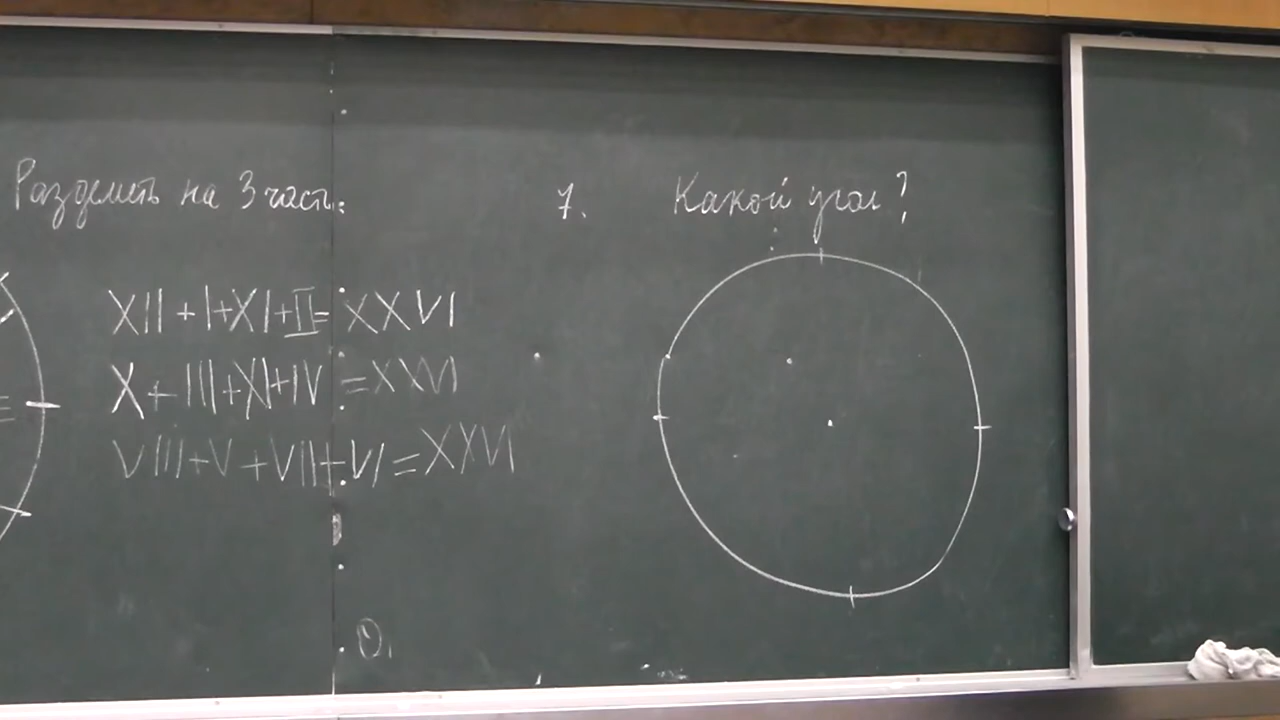 Разделить на 3 части:
XII + I + XI + II = XXVI
X + III + XI + IV = XXVI
VIII + V + VII + VI = XXVI
7. Какой угол?